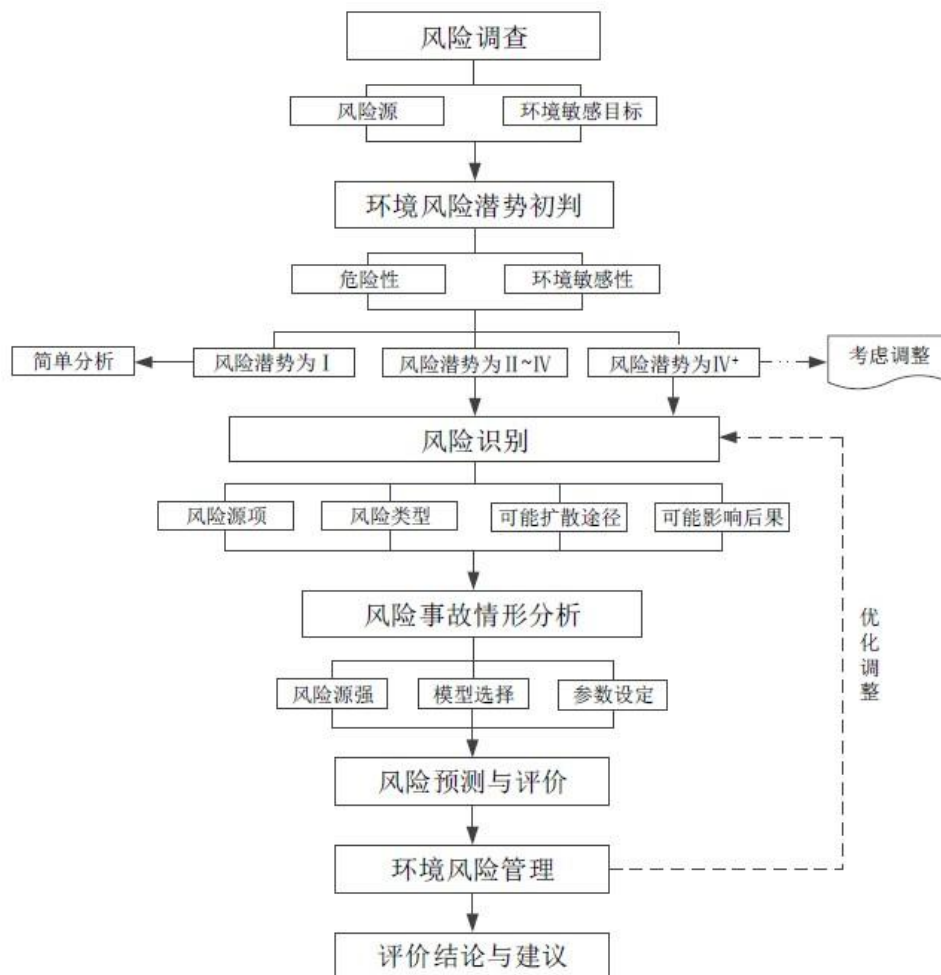 风险调查
风险源
环境敏感目标
环境风险潜势初判
危险性
环境敏感性
简单分析
风险潜势为Ⅰ
风险潜势为Ⅱ~Ⅳ
风险潜势为Ⅳ⁺
考虑调整
风险识别
风险源项
风险类型
可能扩散途径
可能影响后果
风险事故情形分析
优化调整
风险源强
模型选择
参数设定
风险预测与评价
环境风险管理
评价结论与建议